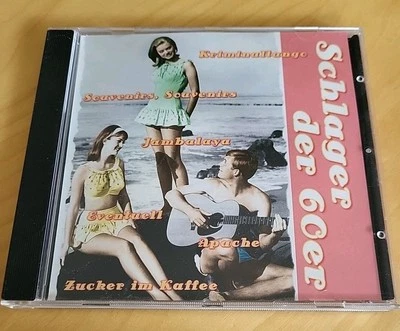 Kriminaltango
Souvenirs, Souvenirs
Jambalaya
Eventuell
Apache
Zucker im Kaffee
Schlager
der 60er